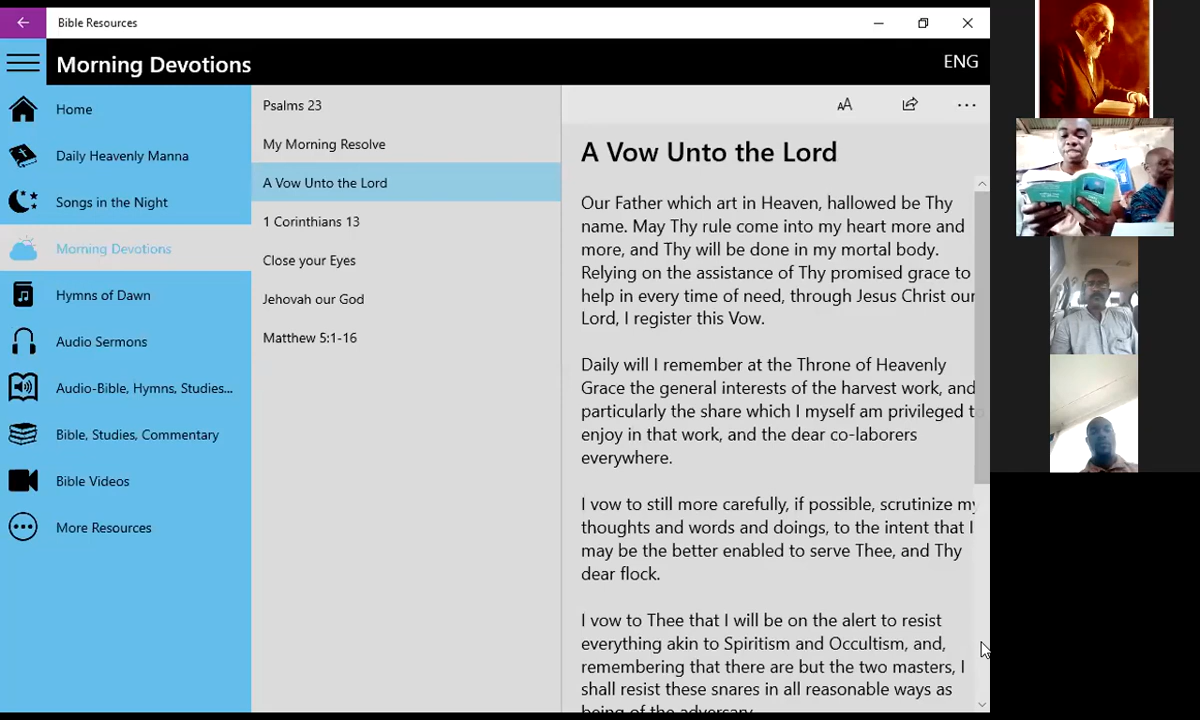 Bible Resources
Morning Devotions
ENG
Home
Daily Heavenly Manna
Songs in the Night
Morning Devotions
Hymns of Dawn
Audio Sermons
Audio-Bible, Hymns, Studies...
Bible, Studies, Commentary
Bible Videos
More Resources
Psalms 23
My Morning Resolve
A Vow Unto the Lord
1 Corinthians 13
Close your Eyes
Jehovah our God
Matthew 5:1-16
AA
A Vow Unto the Lord
Our Father which art in Heaven, hallowed be Thy
name. May Thy rule come into my heart more and
more, and Thy will be done in my mortal body.
Relying on the assistance of Thy promised grace to
help in every time of need, through Jesus Christ our
Lord, I register this Vow.
Daily will I remember at the Throne of Heavenly
Grace the general interests of the harvest work, and
particularly the share which I myself am privileged t
enjoy in that work, and the dear co-laborers
everywhere.
I vow to still more carefully, if possible, scrutinize my
thoughts and words and doings, to the intent that I
may be the better enabled to serve Thee, and Thy
dear flock.
I vow to Thee that I will be on the alert to resist
everything akin to Spiritism and Occultism, and,
remembering that there are but the two masters, I
shall resist these snares in all reasonable ways as
being of the adversary.